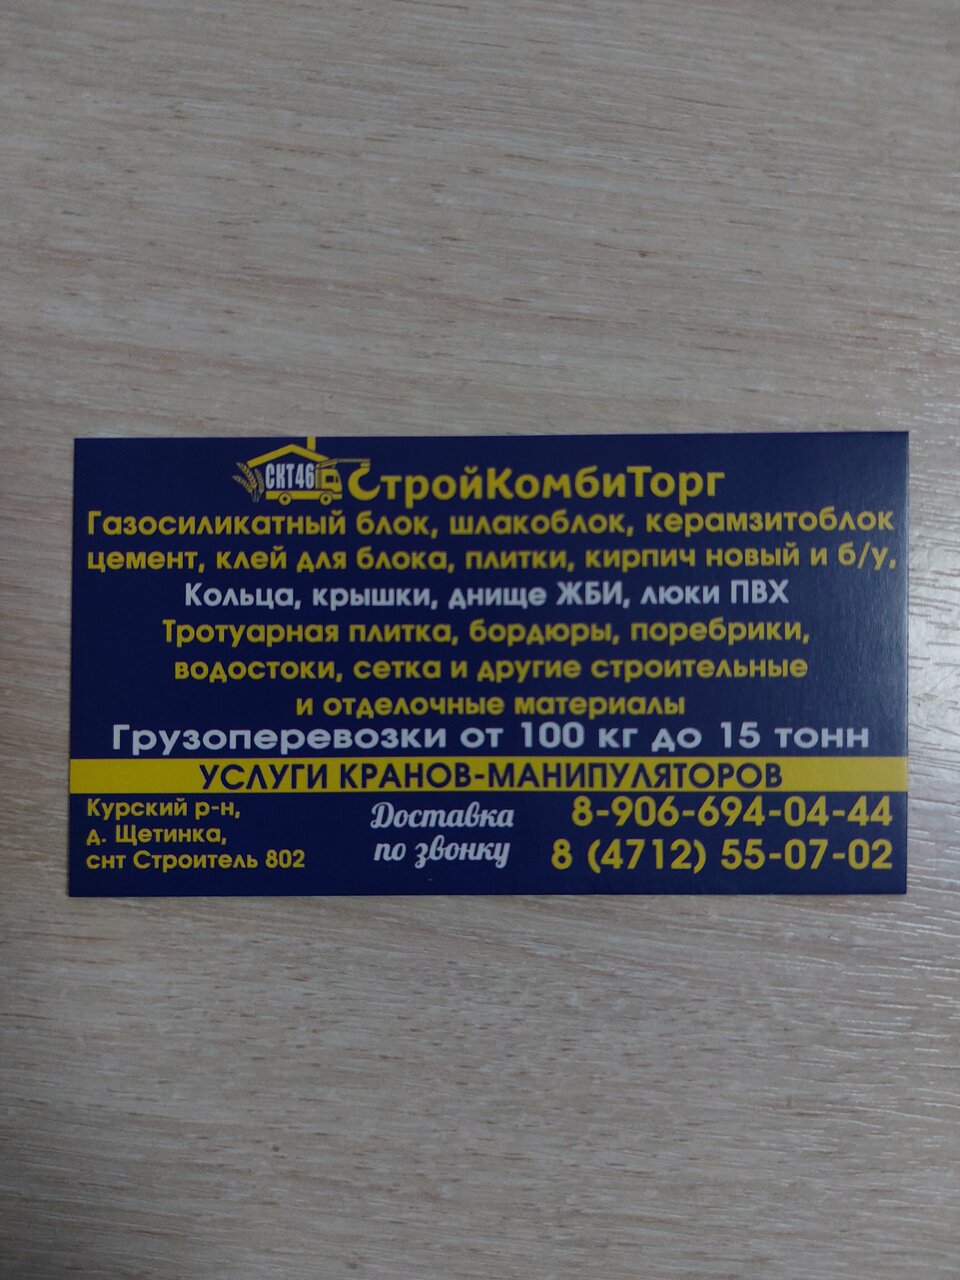 СКТ46 СтройКомбиТорг
Газосиликатный блок, шлакоблок, керамзитоблок
цемент, клей для блока, плитки, кирпич новый и б/у,
Кольца, крышки, днище ЖБИ, люки ПВХ
Тротуарная плитка, бордюры, поребрики,
водостоки, сетка и другие строительные
и отделочные материалы
Грузоперевозки от 100 кг до 15 тонн
УСЛУГИ КРАНОВ-МАНИПУЛЯТОРОВ
Курский р-н,
д. Щетинка,
снт Строитель 802
Доставка
по звонку
8-906-694-04-44
8 (4712) 55-07-02